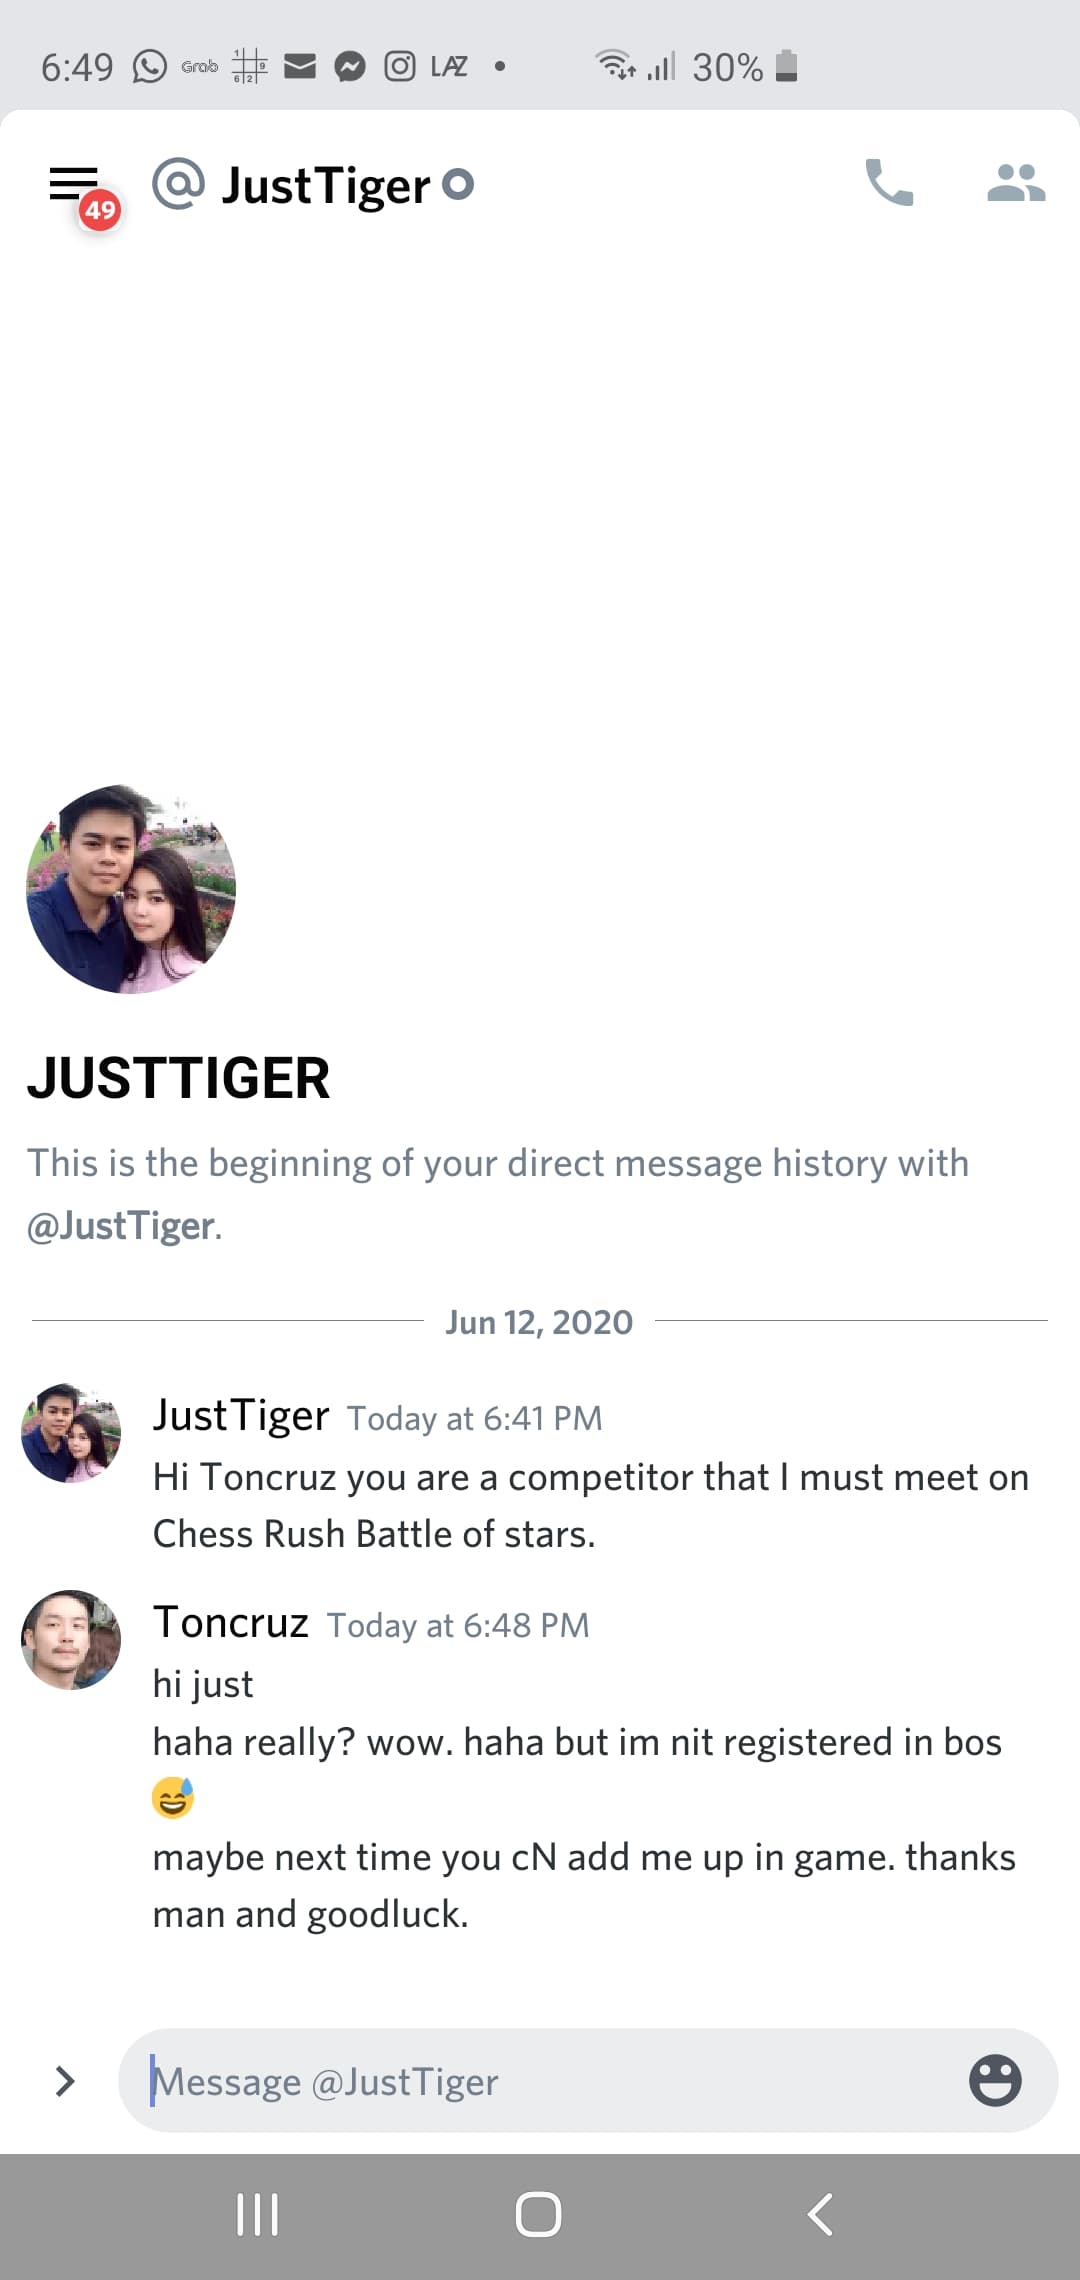 6:49 Grab LAZ 30%
49 @ JustTiger
JUSTTIGER
This is the beginning of your direct message history with
@JustTiger.
Jun 12, 2020
JustTiger Today at 6:41 PM
Hi Toncruz you are a competitor that I must meet on
Chess Rush Battle of stars.
Toncruz Today at 6:48 PM
hi just
haha really? wow. haha but im nit registered in bos
😅
maybe next time you cN add me up in game. thanks
man and goodluck.
Message @JustTiger